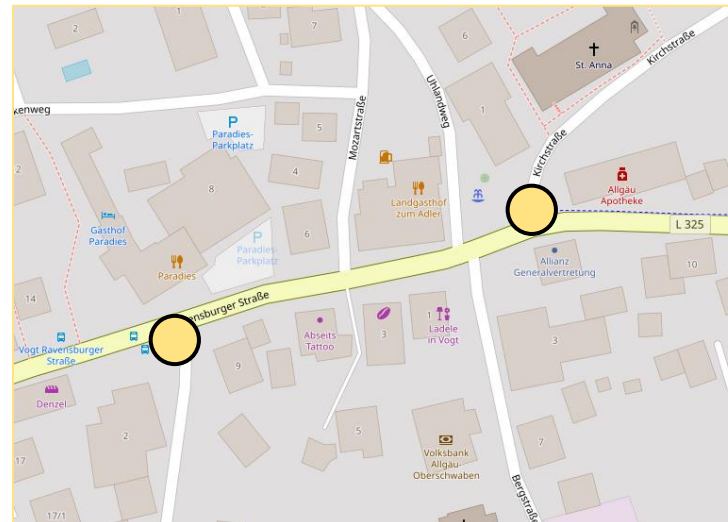 2
1
7
6
St. Anna
Kirchstraße
kenweg
P
Paradies-
Parkplatz
5
Mozartstraße
Uhlandweg
1
Kirchstraße
8
4
Landgasthof
zum Adler
Allgäu
Apotheke
Gasthof
Paradies
P
Paradies-
Parkplatz
6
L 325
Paradies
Allianz
Generalvertretung
10
14
ensburger Straße
Vogt Ravensburger
Straße
Abseits
Tattoo
3
1
Ladele
in Vogt
3
9
Denzel
2
5
Volksbank
Allgäu-
Oberschwaben
7
17
Bergstraße
17/1